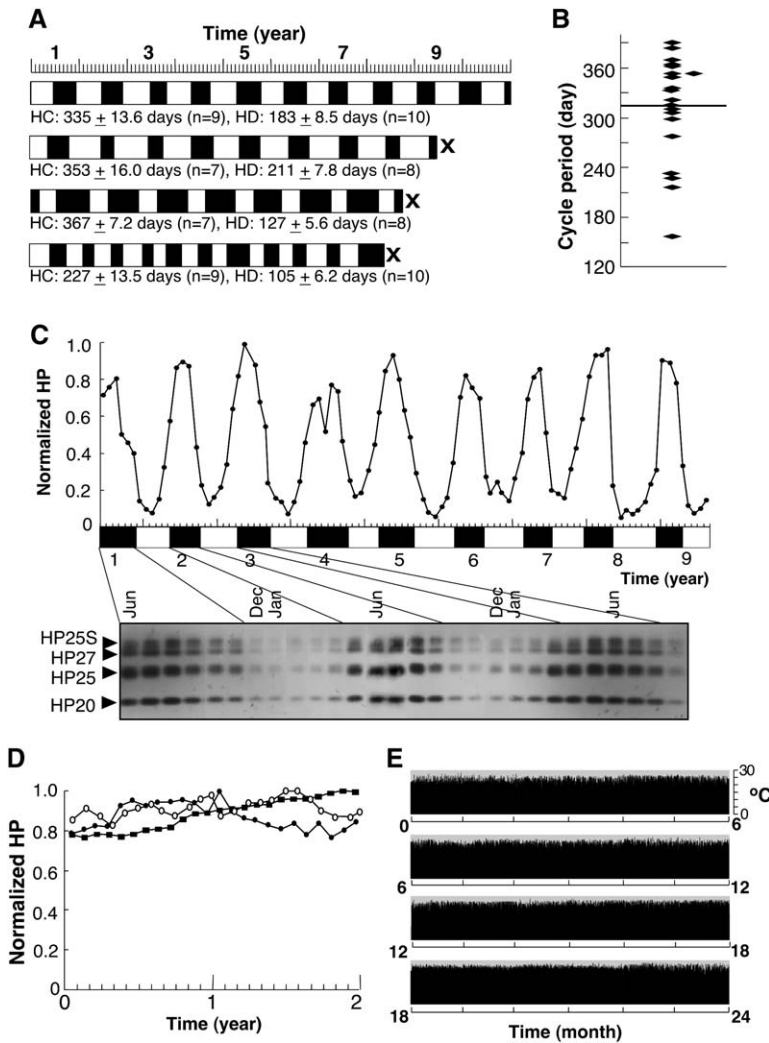 A
Time (year)
1 3 5 7 9
HC: 335 ± 13.6 days (n=9), HD: 183 ± 8.5 days (n=10)
X
HC: 353 ± 16.0 days (n=7), HD: 211 ± 7.8 days (n=8)
X
HC: 367 ± 7.2 days (n=7), HD: 127 ± 5.6 days (n=8)
X
HC: 227 ± 13.5 days (n=9), HD: 105 ± 6.2 days (n=10)
B
Cycle period (day)
360
300
240
180
120
C
Normalized HP
1.0
0.8
0.6
0.4
0.2
0
1 2 3 4 5 6 7 8 9
Time (year)
Jun Dec Jan Jun Dec Jan Jun
HP25S
HP27
HP25
HP20
D
Normalized HP
1.0
0.8
0.6
0.4
0.2
0
0 1 2
Time (year)
E
30
15
0
ºC
0 6
6 12
12 18
18 24
Time (month)